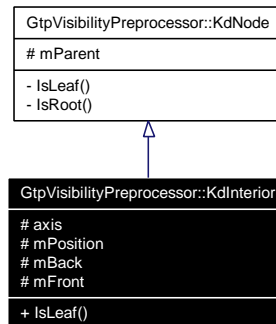 GtpVisibilityPreprocessor::KdNode
# mParent
- IsLeaf()
- IsRoot()
GtpVisibilityPreprocessor::KdInterior
# axis
# mPosition
# mBack
# mFront
+ IsLeaf()